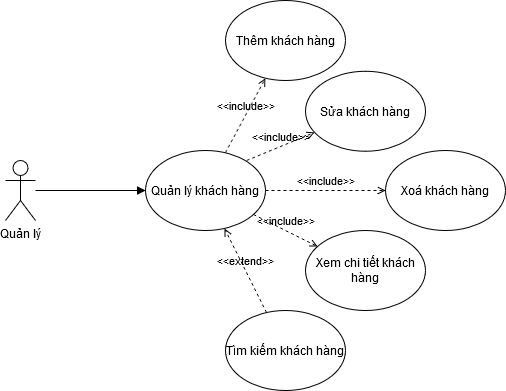 Thêm khách hàng
<<include>>
Sửa khách hàng
<<include>>
Quản lý khách hàng
<<include>>
Xoá khách hàng
Quản lý
<<include>>
Xem chi tiết khách
hàng
<<extend>>
Tìm kiếm khách hàng